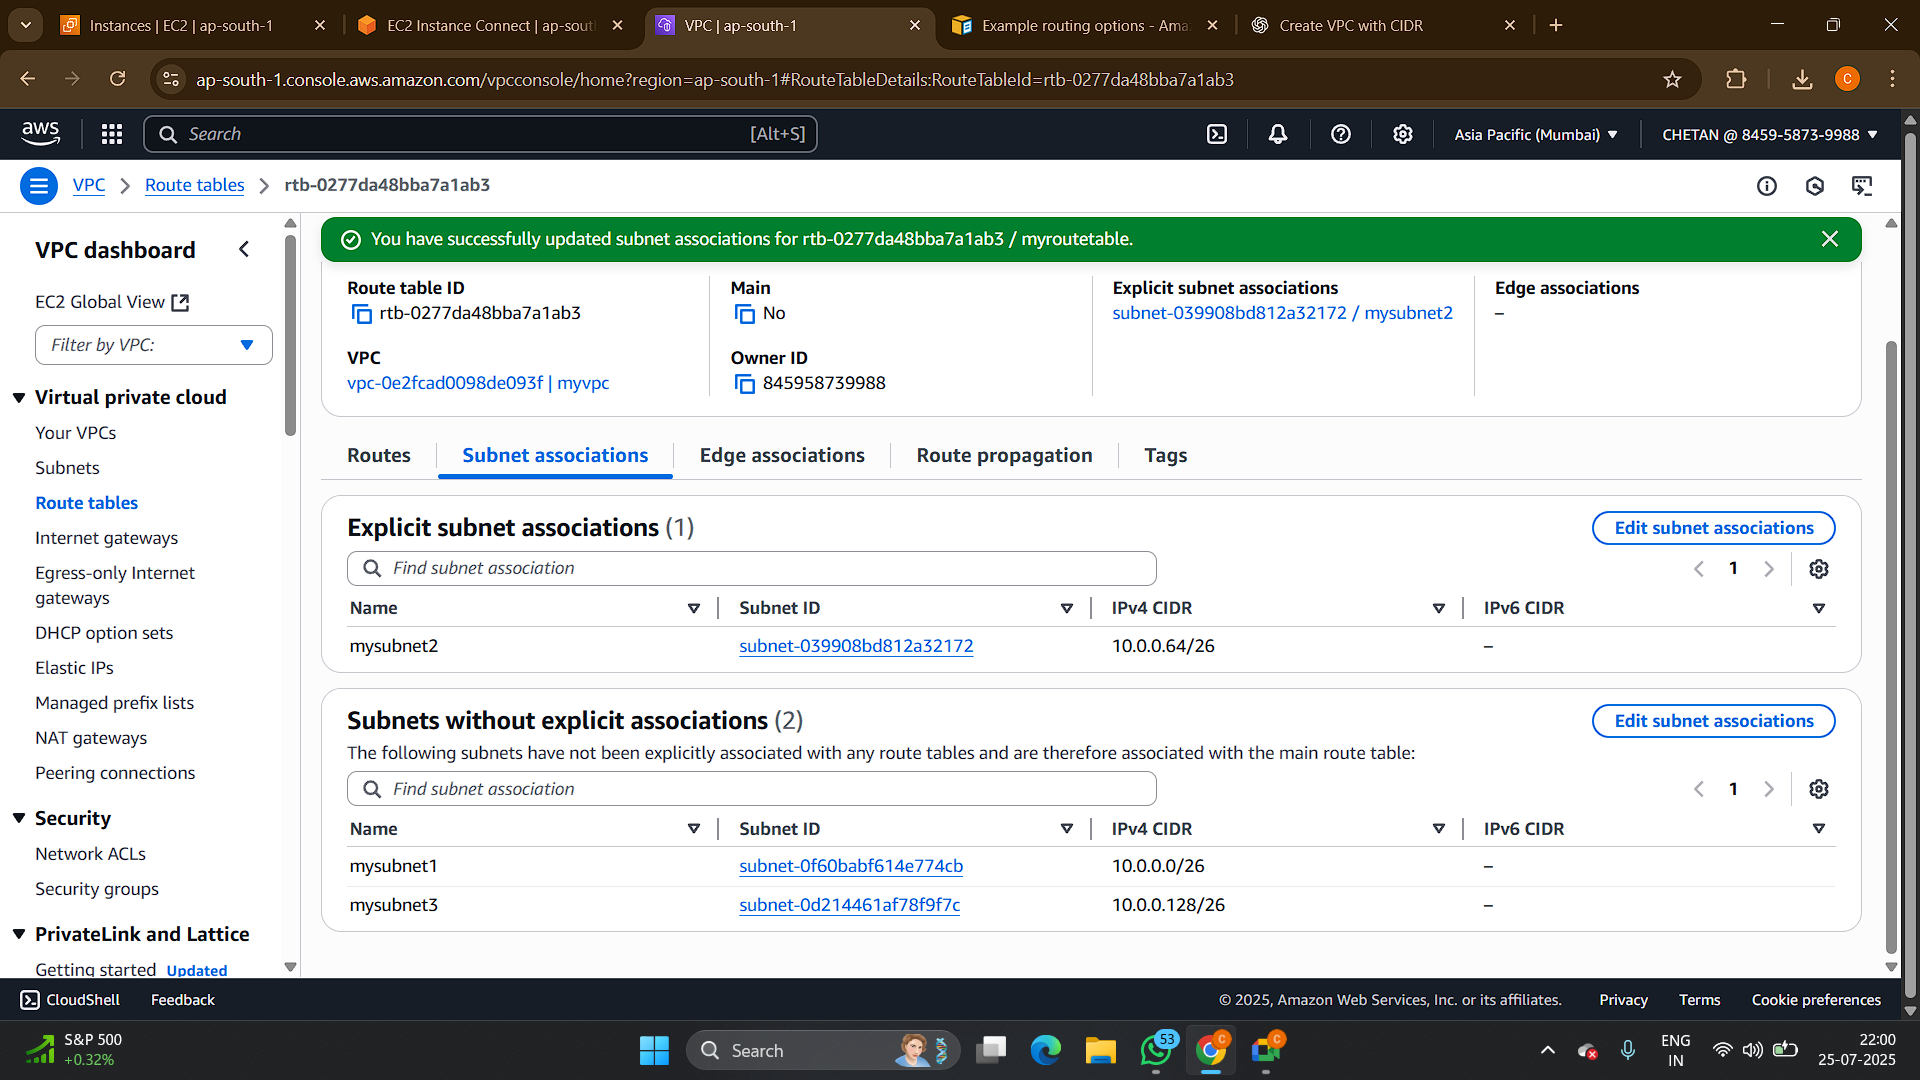 Instances | EC2 | ap-south-1
EC2 Instance Connect | ap-sout
VPC | ap-south-1
Example routing options - Ama
Create VPC with CIDR
ap-south-1.console.aws.amazon.com/vpcconsole/home?region=ap-south-1#RouteTableDetails:RouteTableId=rtb-0277da48bba7a1ab3
C
aws
Search
[Alt+S]
Asia Pacific (Mumbai)
CHETAN @ 8459-5873-9988
VPC
Route tables
rtb-0277da48bba7a1ab3
VPC dashboard
EC2 Global View
Filter by VPC:
Virtual private cloud
Your VPCs
Subnets
Route tables
Internet gateways
Egress-only Internet
gateways
DHCP option sets
Elastic IPs
Managed prefix lists
NAT gateways
Peering connections
Security
Network ACLs
Security groups
PrivateLink and Lattice
Getting started Updated
You have successfully updated subnet associations for rtb-0277da48bba7a1ab3 / myroutetable.
Route table ID
rtb-0277da48bba7a1ab3
Main
No
Explicit subnet associations
subnet-039908bd812a32172 / mysubnet2
Edge associations
–
VPC
vpc-0e2fcad0098de093f | myvpc
Owner ID
845958739988
Routes
Subnet associations
Edge associations
Route propagation
Tags
Explicit subnet associations (1)
Edit subnet associations
Find subnet association
1
Name Subnet ID IPv4 CIDR IPv6 CIDR
mysubnet2 subnet-039908bd812a32172 10.0.0.64/26 –
Subnets without explicit associations (2)
Edit subnet associations
The following subnets have not been explicitly associated with any route tables and are therefore associated with the main route table:
Find subnet association
1
Name Subnet ID IPv4 CIDR IPv6 CIDR
mysubnet1 subnet-0f60babf614e774cb 10.0.0.0/26 –
mysubnet3 subnet-0d214461af78f9f7c 10.0.0.128/26 –
CloudShell
Feedback
© 2025, Amazon Web Services, Inc. or its affiliates.
Privacy
Terms
Cookie preferences
S&P 500
+0.32%
Search
53
C
C
ENG
IN
22:00
25-07-2025